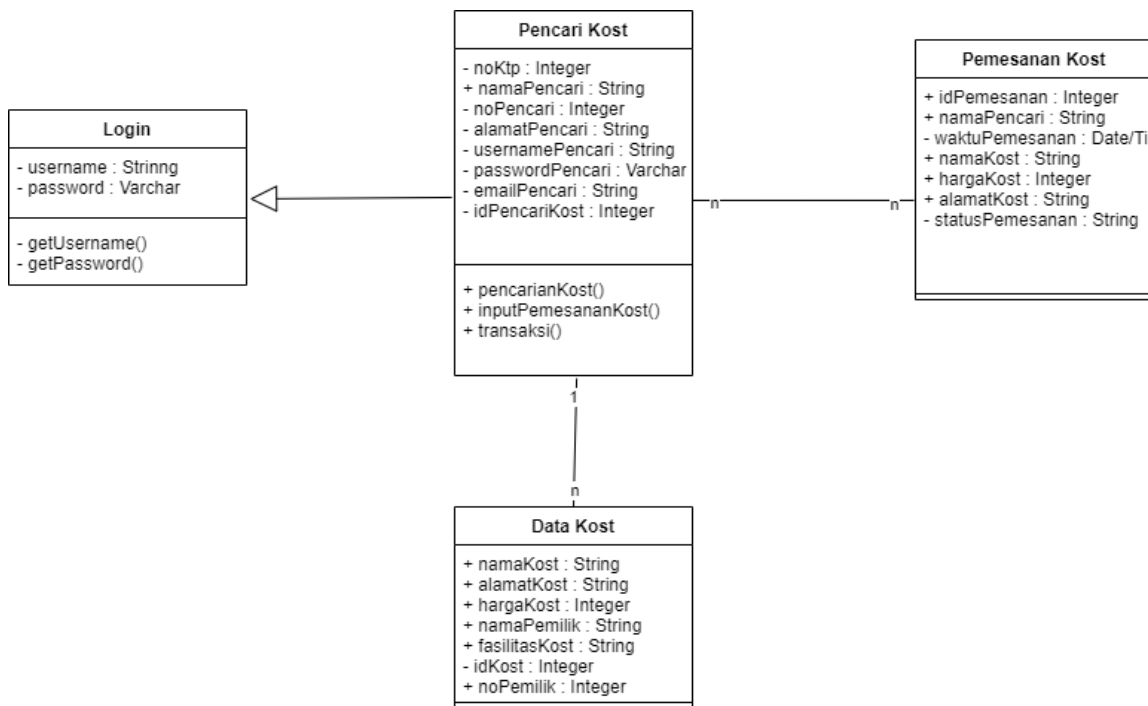 Login
- username : Strinng
- password : Varchar
- getUsername()
- getPassword()
Pencari Kost
- noKtp : Integer
+ namaPencari : String
- noPencari : Integer
- alamatPencari : String
- usernamePencari : String
- passwordPencari : Varchar
- emailPencari : String
- idPencariKost : Integer
+ pencarianKost()
+ inputPemesananKost()
+ transaksi()
n
n
Pemesanan Kost
+ idPemesanan : Integer
+ namaPencari : String
- waktuPemesanan : Date/Ti
+ namaKost : String
+ hargaKost : Integer
+ alamatKost : String
- statusPemesanan : String
1
n
Data Kost
+ namaKost : String
+ alamatKost : String
+ hargaKost : Integer
+ namaPemilik : String
+ fasilitasKost : String
- idKost : Integer
+ noPemilik : Integer